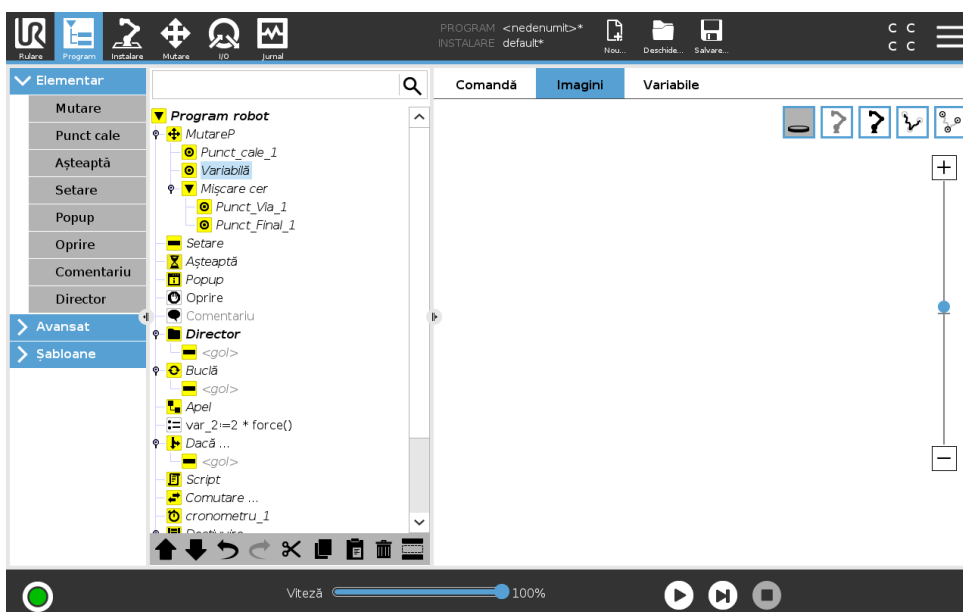 PROGRAM <nedenumit>*
INSTALARE default*
Rulare
Program
Instalare
Mutare
I/O
Jurnal
Nou...
Deschide...
Salvare...
C C
C C
Elementar
Mutare
Punct cale
Așteaptă
Setare
Popup
Oprire
Comentariu
Director
Avansat
Șabloane
Program robot
MutareP
Punct_cale_1
Variabilă
Mișcare cer
Punct_Via_1
Punct_Final_1
Setare
Așteaptă
Popup
Oprire
Comentariu
Director
<gol>
Buclă
<gol>
Apel
var_2:=2 * force()
Dacă ...
<gol>
Script
Comutare ...
cronometru_1
Comandă
Imagini
Variabile
Viteză
100%